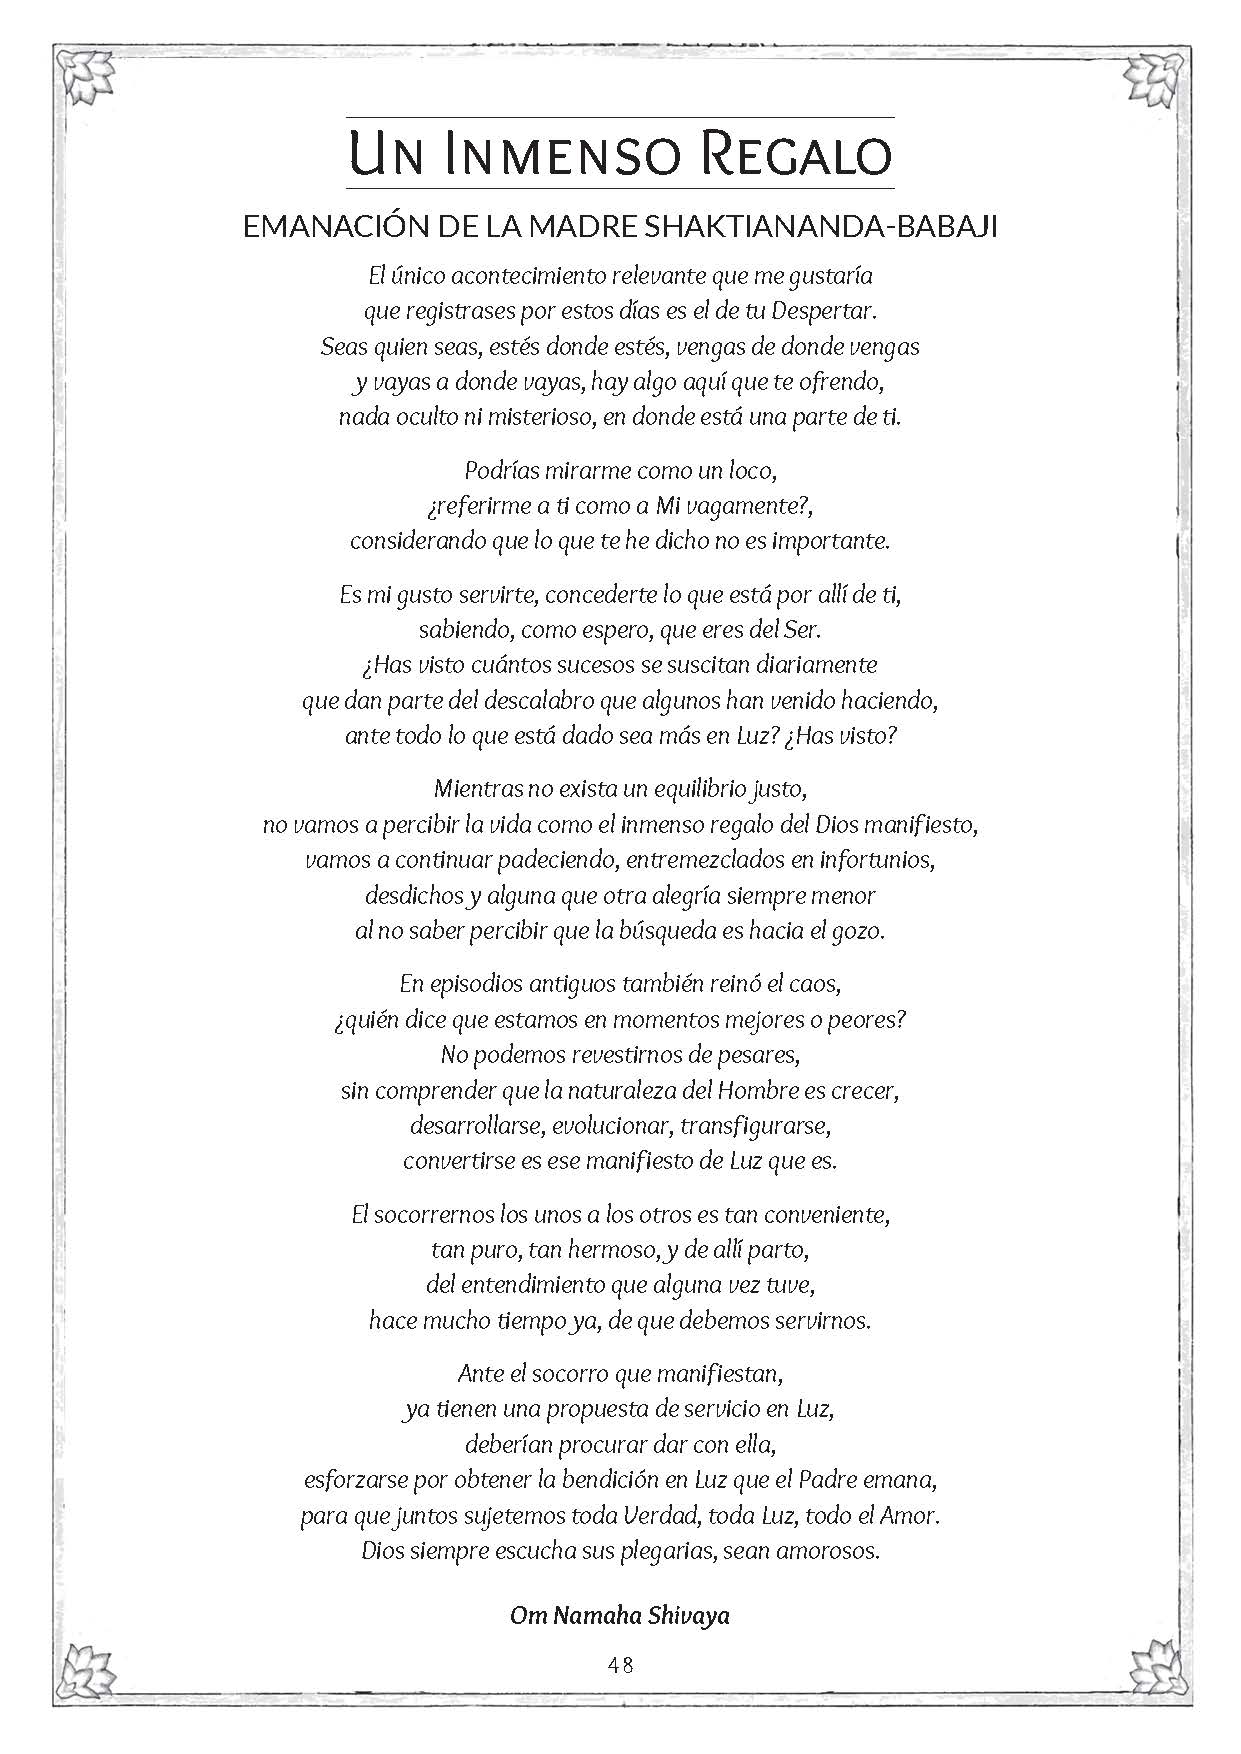 Un Inmenso Regalo
EMANACIÓN DE LA MADRE SHAKTIANANDA-BABAJI
El único acontecimiento relevante que me gustaría
que registrases por estos días es el de tu Despertar.
Seas quien seas, estés donde estés, vengas de donde vengas
y vayas a donde vayas, hay algo aquí que te ofrendo,
nada oculto ni misterioso, en donde está una parte de ti.
Podrías mirarme como un loco,
¿referirme a ti como a Mi vagamente?,
considerando que lo que te he dicho no es importante.
Es mi gusto servirte, concederte lo que está por allí de ti,
sabiendo, como espero, que eres del Ser.
¿Has visto cuántos sucesos se suscitan diariamente
que dan parte del descalabro que algunos han venido haciendo,
ante todo lo que está dado sea más en Luz? ¿Has visto?
Mientras no exista un equilibrio justo,
no vamos a percibir la vida como el inmenso regalo del Dios manifiesto,
vamos a continuar padeciendo, entremezclados en infortunios,
desdichos y alguna que otra alegría siempre menor
al no saber percibir que la búsqueda es hacia el gozo.
En episodios antiguos también reinó el caos,
¿quién dice que estamos en momentos mejores o peores?
No podemos revestirnos de pesares,
sin comprender que la naturaleza del Hombre es crecer,
desarrollarse, evolucionar, transfigurarse,
convertirse es ese manifiesto de Luz que es.
El socorrernos los unos a los otros es tan conveniente,
tan puro, tan hermoso, y de allí parto,
del entendimiento que alguna vez tuve,
hace mucho tiempo ya, de que debemos servirnos.
Ante el socorro que manifiestan,
ya tienen una propuesta de servicio en Luz,
deberían procurar dar con ella,
esforzarse por obtener la bendición en Luz que el Padre emana,
para que juntos sujetemos toda Verdad, toda Luz, todo el Amor.
Dios siempre escucha sus plegarias, sean amorosos.
Om Namaha Shivaya
48